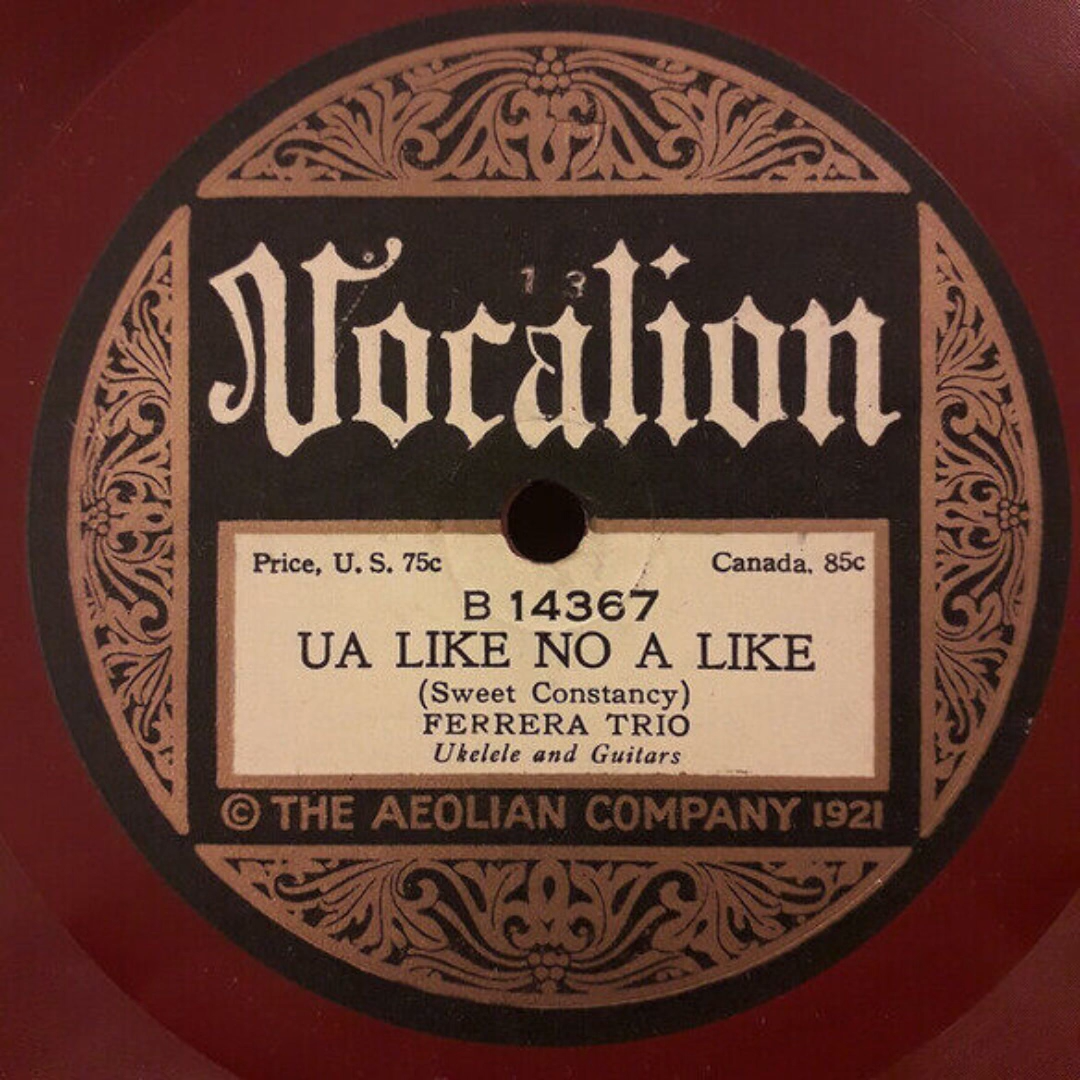 Vocalion
13
Price, U. S. 75c Canada, 85c
B 14367
UA LIKE NO A LIKE
(Sweet Constancy)
FERRERA TRIO
Ukelele and Guitars
© THE AEOLIAN COMPANY 1921